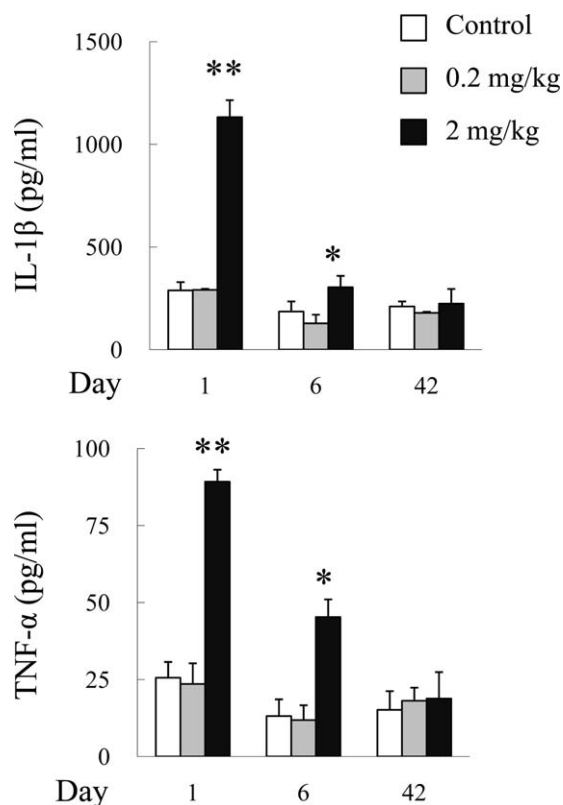 Control
0.2 mg/kg
2 mg/kg
IL-1β (pg/ml)
1500
1000
500
0
**
*
Day 1 6 42
TNF-α (pg/ml)
100
75
50
25
0
**
*
Day 1 6 42